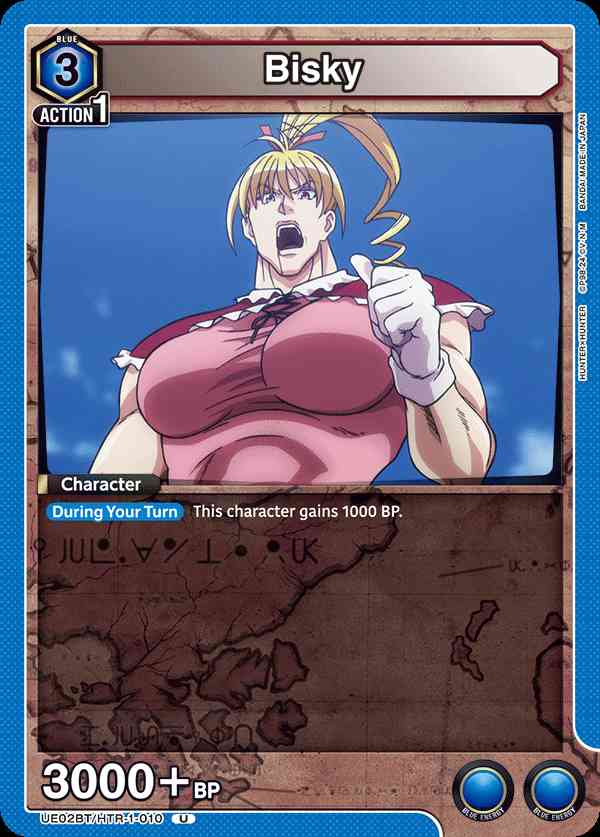 BLUE
3
ACTION 1
Bisky
HUNTER×HUNTER ©P98-24 ©V･N･M BANDAI MADE IN JAPAN
Character
During Your Turn This character gains 1000 BP.
3000+BP
UE02BT/HTR-1-010 U
BLUE ENERGY
BLUE ENERGY